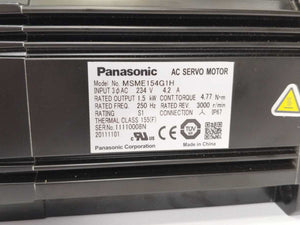 Panasonic AC SERVO MOTOR
Model No. MSME154G1H
INPUT 3ϕAC 234 V 4.2 A
RATED OUTPUT 1.5 kW CONT.TORQUE 4.77 N·m
RATED FREQ. 250 Hz RATED REV. 3000 r/min
RATING S1 CONNECTION 人 IP67
THERMAL CLASS 155(F)
SER No. 11110008N
20111101
Panasonic Corporation Made in China